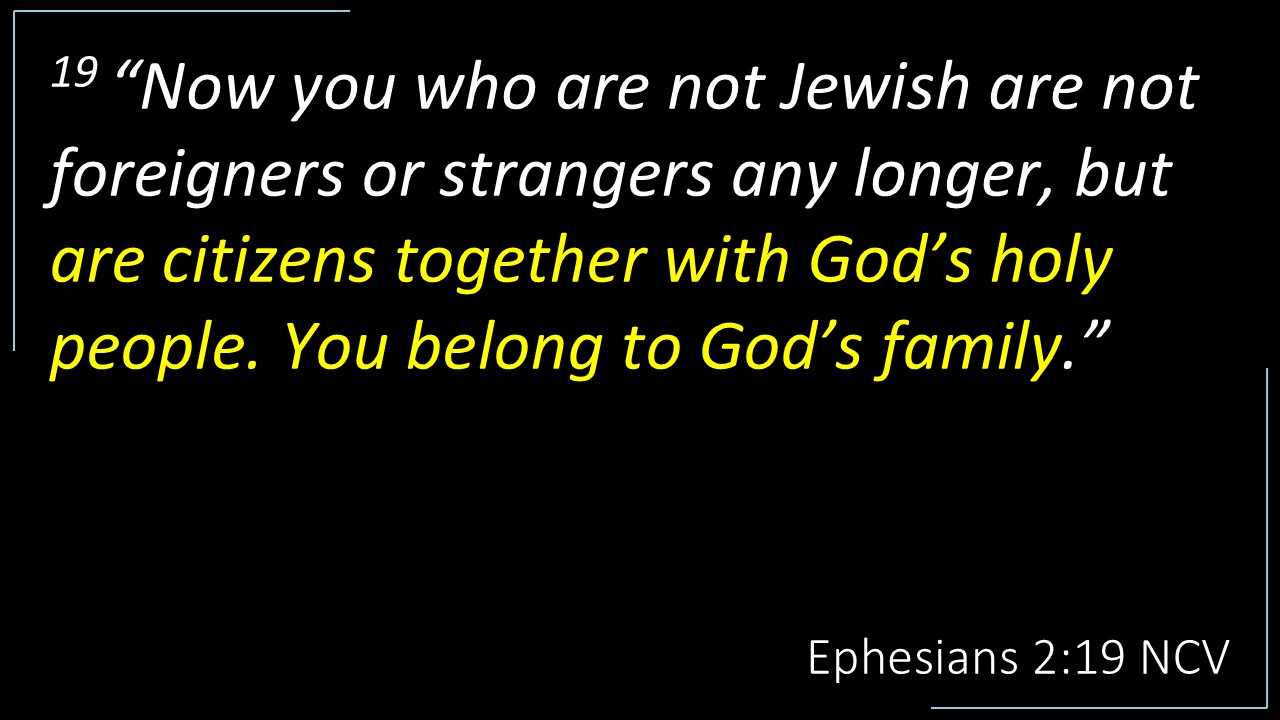 19 “Now you who are not Jewish are not
foreigners or strangers any longer, but
are citizens together with God’s holy
people. You belong to God’s family.”
Ephesians 2:19 NCV